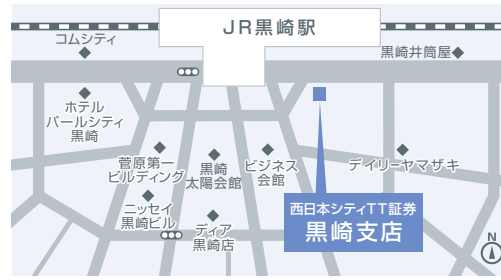 JR黒崎駅
コムシティ
黒崎井筒屋
ホテル
パールシティ
黒崎
菅原第一
ビルディング
黒崎
太陽会館
ビジネス
会館
デイリーヤマザキ
ニッセイ
黒崎ビル
ディア
黒崎店
西日本シティTT証券
黒崎支店
N